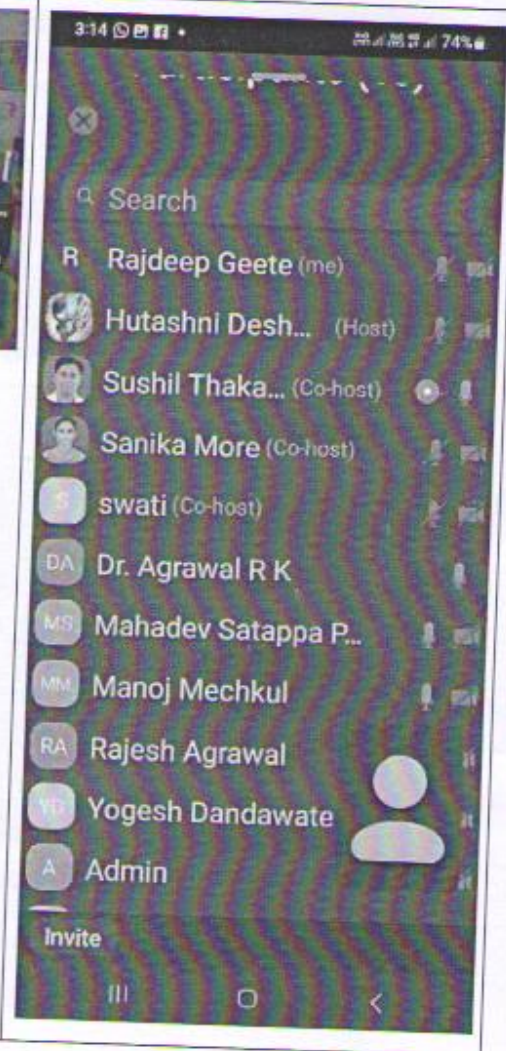 3:14
74%
Search
R Rajdeep Geete (me)
Hutashni Desh... (Host)
Sushil Thaka... (Co-host)
Sanika More (Co-host)
S swati (Co-host)
DA Dr. Agrawal R K
MS Mahadev Satappa P...
MM Manoj Mechkul
RA Rajesh Agrawal
YD Yogesh Dandawate
A Admin
Invite